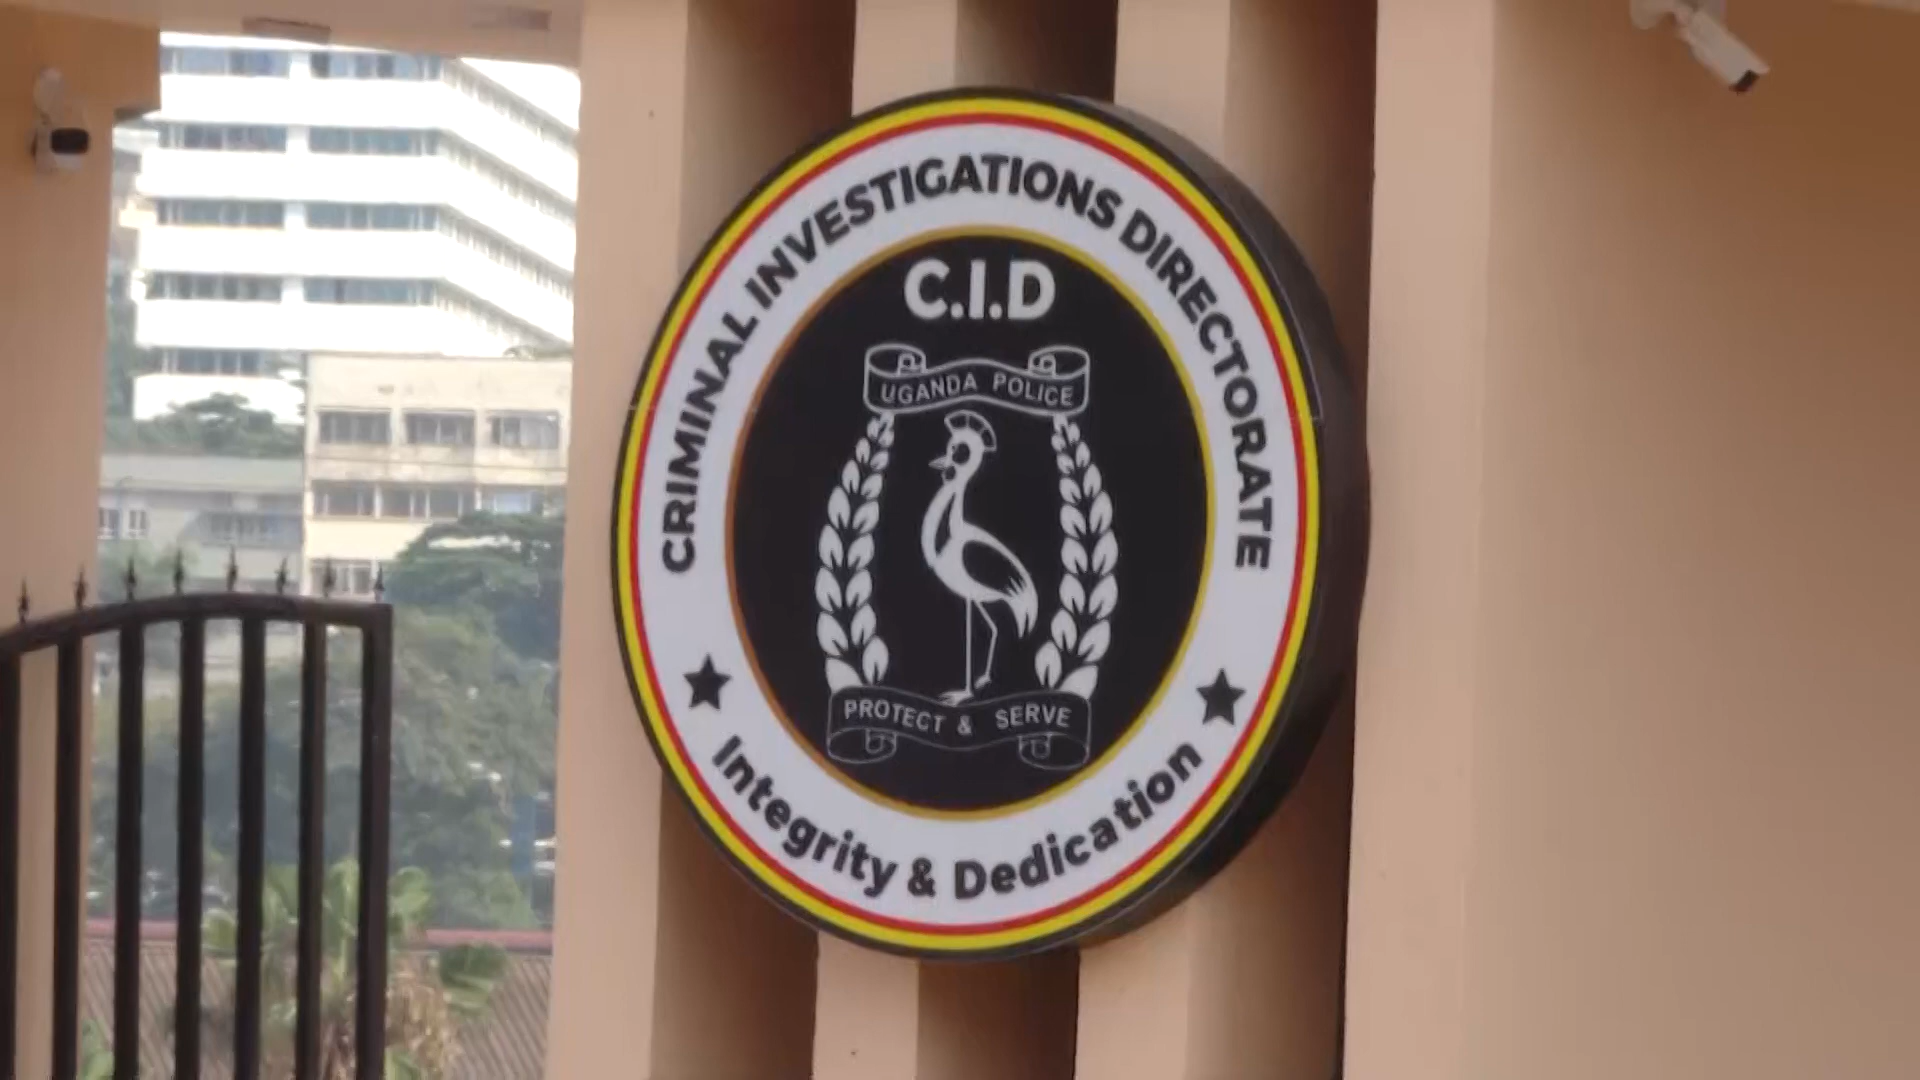 CRIMINAL INVESTIGATIONS DIRECTORATE
C.I.D
UGANDA POLICE
PROTECT & SERVE
Integrity & Dedication